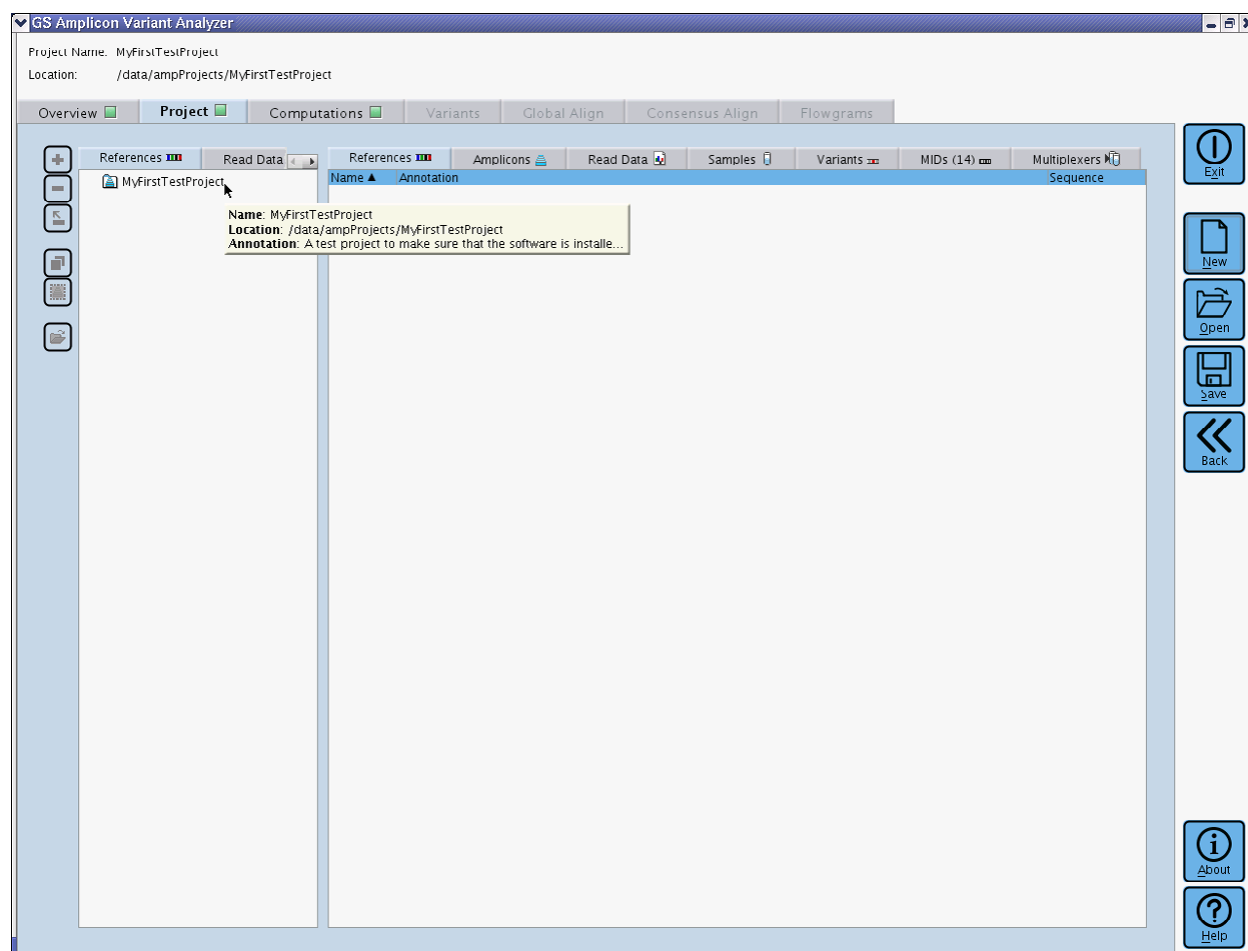 GS Amplicon Variant Analyzer
Project Name: MyFirstTestProject
Location: /data/ampProjects/MyFirstTestProject
Overview Project Computations Variants Global Align Consensus Align Flowgrams
References Read Data References Amplicons Read Data Samples Variants MIDs (14) Multiplexers
Name Annotation Sequence
MyFirstTestProject
Name: MyFirstTestProject
Location: /data/ampProjects/MyFirstTestProject
Annotation: A test project to make sure that the software is installe...
Exit
New
Open
Save
Back
About
Help